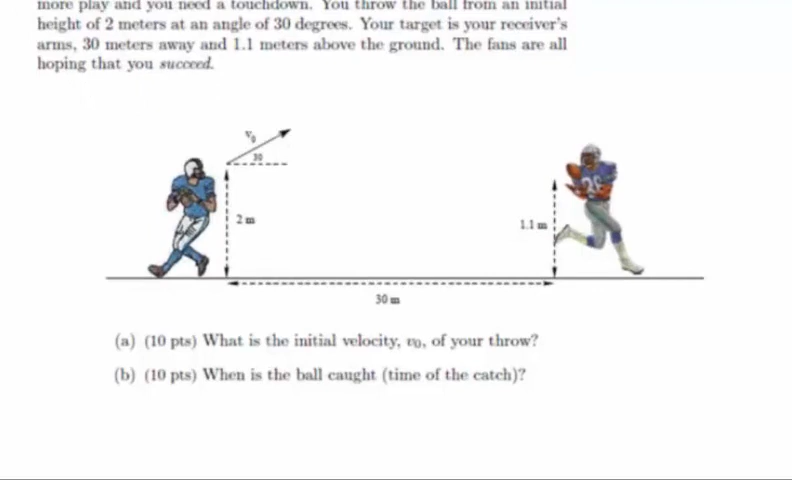 more play and you need a touchdown. You throw the ball from an initial
height of 2 meters at an angle of 30 degrees. Your target is your receiver's
arms, 30 meters away and 1.1 meters above the ground. The fans are all
hoping that you succeed.
v₀
30
2 m
1.1 m
30 m
(a) (10 pts) What is the initial velocity, v₀, of your throw?
(b) (10 pts) When is the ball caught (time of the catch)?